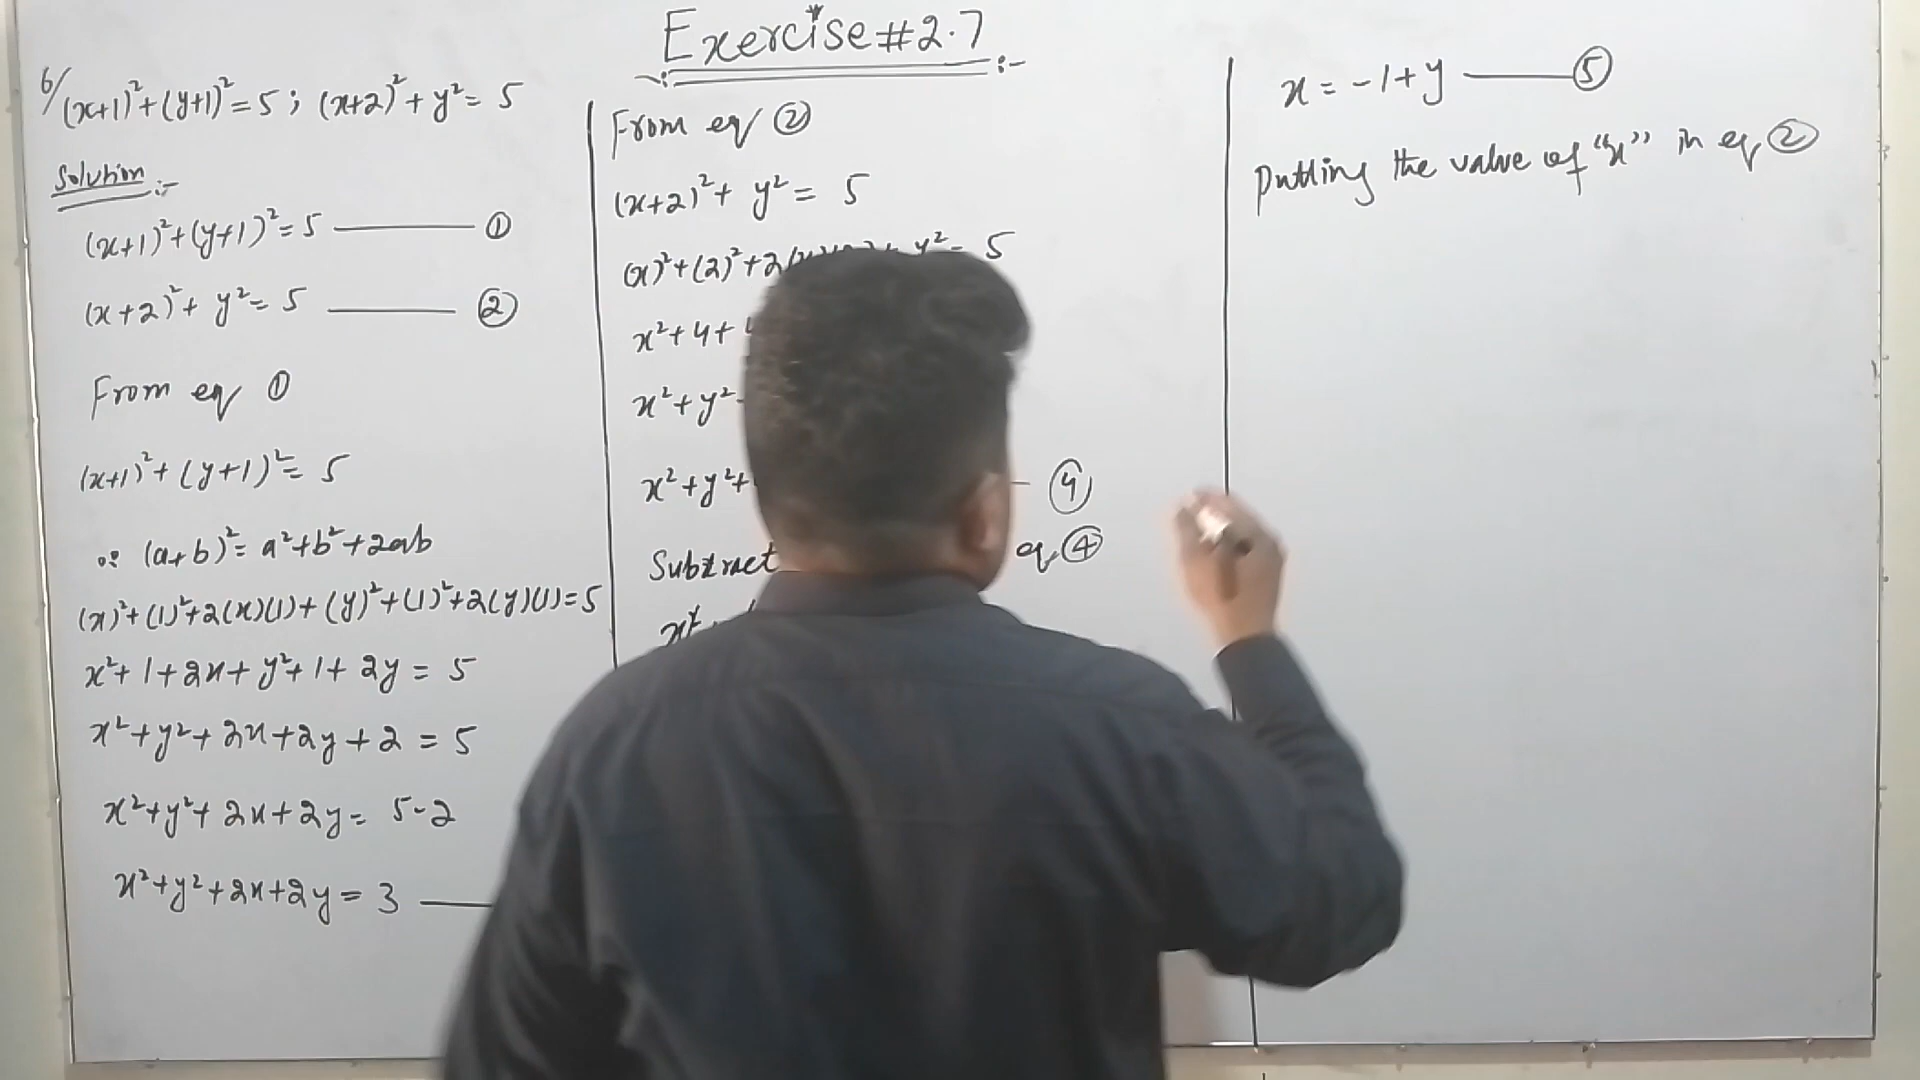 Exercise#2.7
6/ (x+1)²+(y+1)²=5; (x+2)²+y²=5
Solution:-
(x+1)²+(y+1)²=5 ——— ①
(x+2)²+y²=5 ——— ②
From eq ①
(x+1)²+(y+1)²=5
∵ (a+b)²=a²+b²+2ab
(x)²+(1)²+2(x)(1)+(y)²+(1)²+2(y)(1)=5
x²+1+2x+y²+1+2y=5
x²+y²+2x+2y+2=5
x²+y²+2x+2y=5-2
x²+y²+2x+2y=3 ———
From eq ②
(x+2)²+y²=5
(x)²+(2)²+2 y²=5
x²+4+
x²+y²
x²+y²+ — ④
Subtract eq ④
x²
x=-1+y ——— ⑤
putting the value of "x" in eq ②